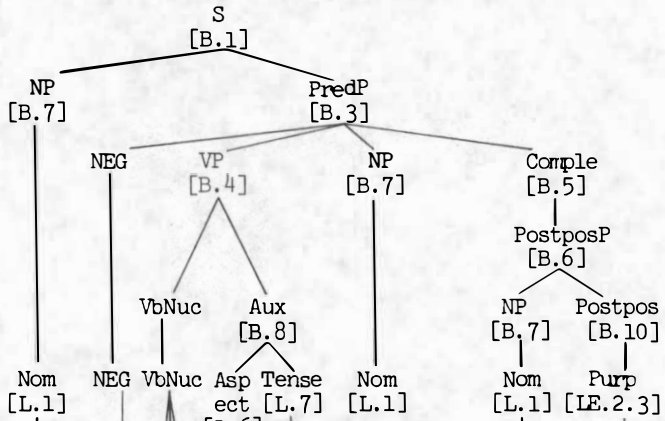 S
[B.1]
NP PredP
[B.7] [B.3]
NEG VP NP Comple
[B.4] [B.7] [B.5]
PostposP
[B.6]
VbNuc Aux NP Postpos
[B.8] [B.7] [B.10]
Nom NEG VbNuc Asp Tense Nom Nom Purp
[L.1] ect [L.7] [L.1] [L.1] [LE.2.3]